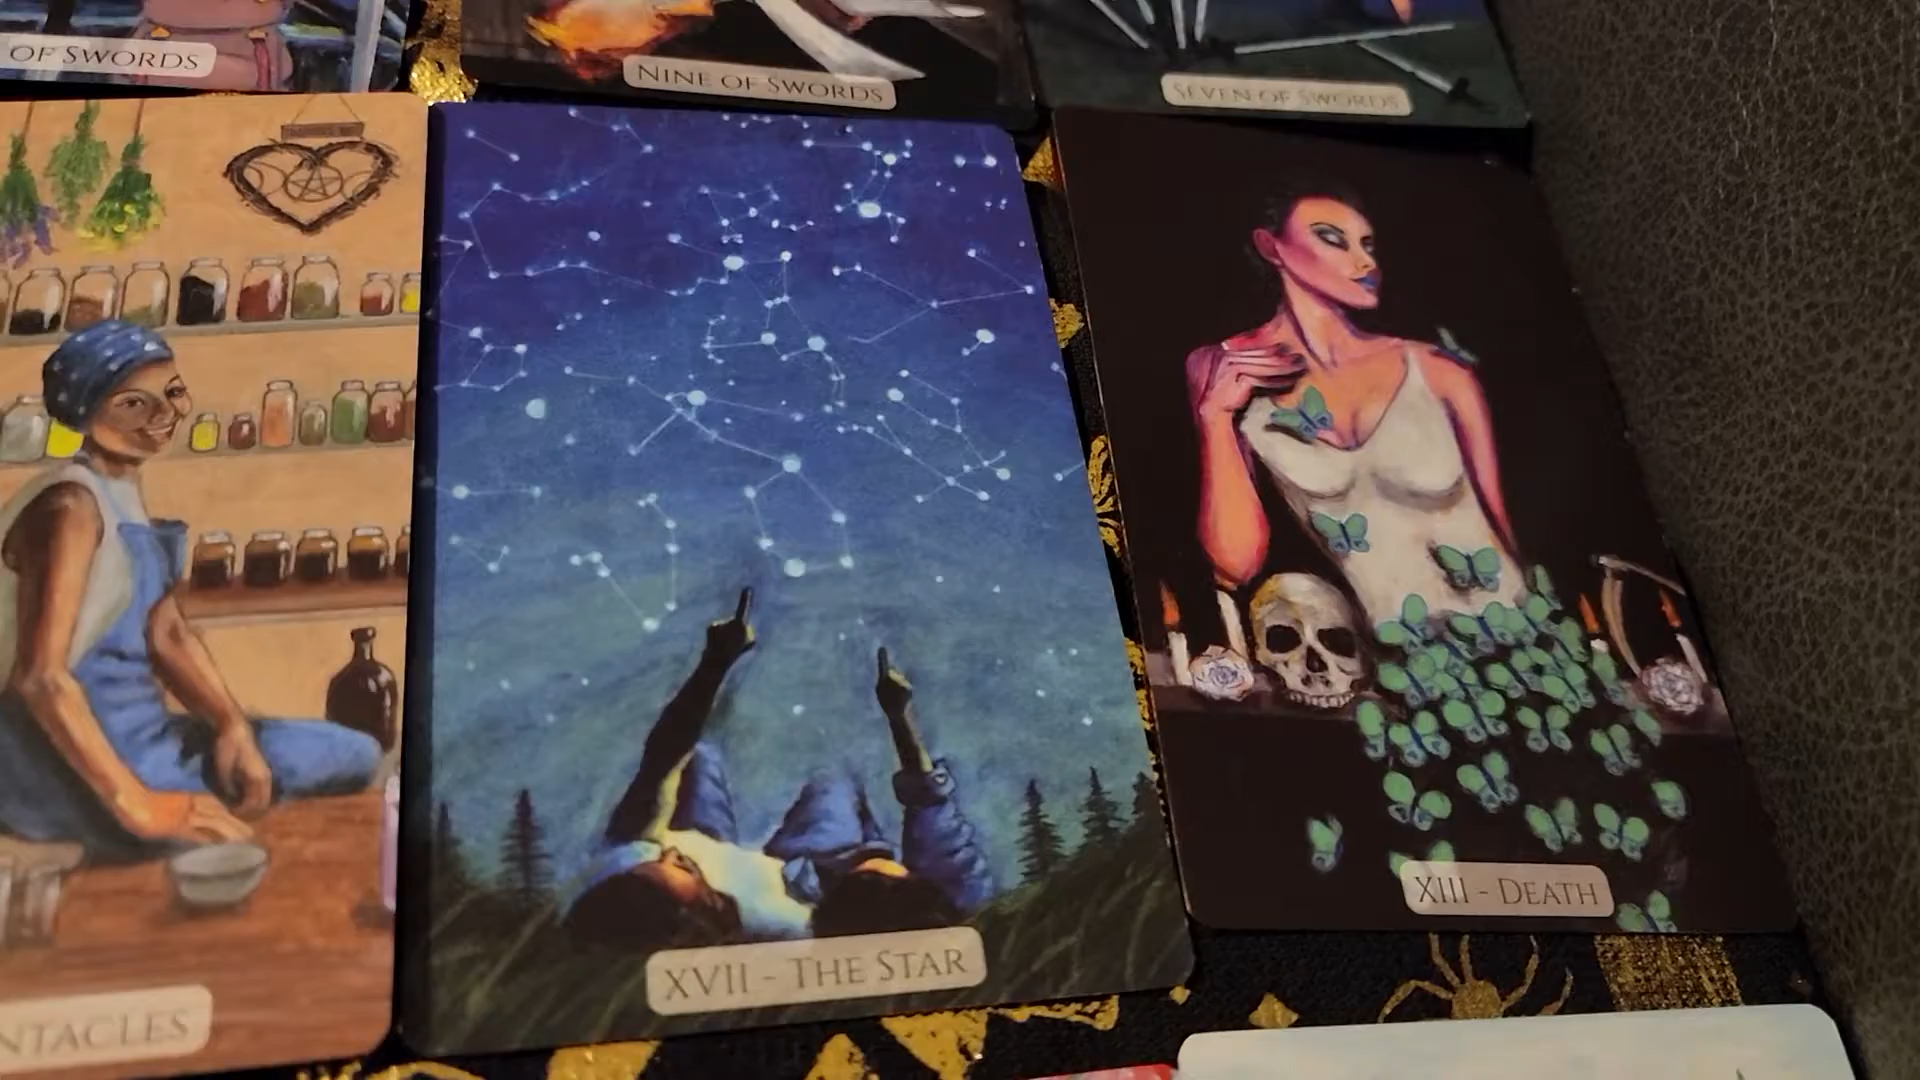 OF SWORDS
NINE OF SWORDS
SEVEN OF SWORDS
NTACLES
XVII - THE STAR
XIII - DEATH